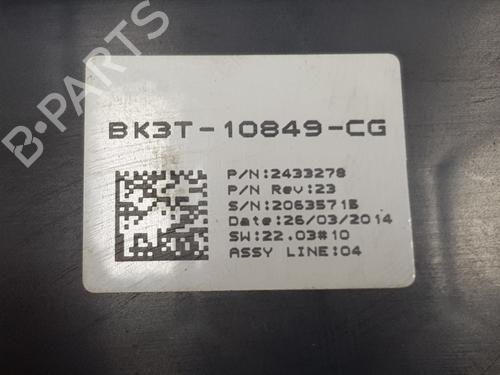 B-PARTS
BK3T-10849-CG
P/N:2433278
P/N Rev:23
S/N:20635715
Date:26/03/2014
SW:22.03#10
ASSY LINE:04